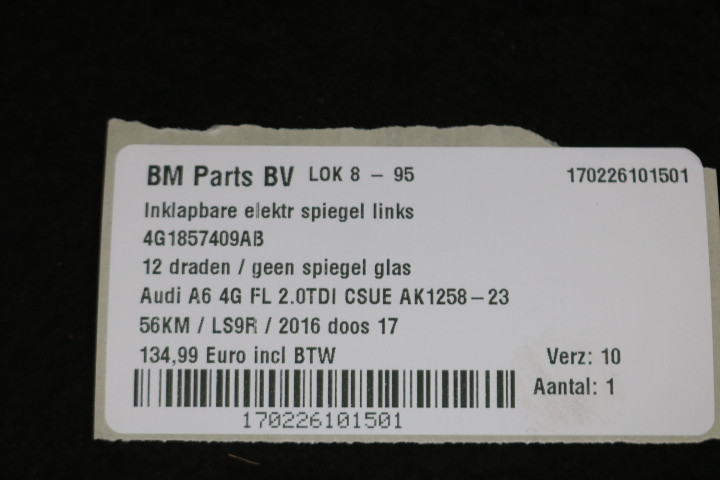 BM Parts BV LOK 8 - 95 170226101501
Inklapbare elektr spiegel links
4G1857409AB
12 draden / geen spiegel glas
Audi A6 4G FL 2.0TDI CSUE AK1258-23
56KM / LS9R / 2016 doos 17
134,99 Euro incl BTW Verz: 10
Aantal: 1
170226101501